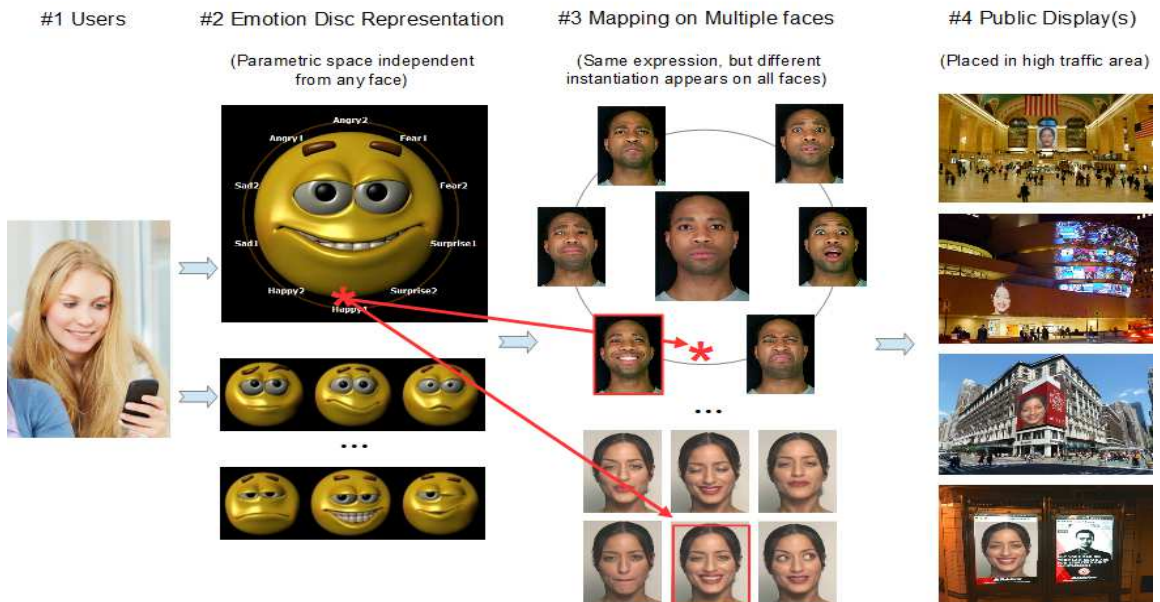 #1 Users
#2 Emotion Disc Representation
(Parametric space independent
from any face)
Angry2
Angry1
Fear1
Sad2
Fear2
Sad1
Surprise1
Happy2
Surprise2
Happy1
...
#3 Mapping on Multiple faces
(Same expression, but different
instantiation appears on all faces)
...
#4 Public Display(s)
(Placed in high traffic area)